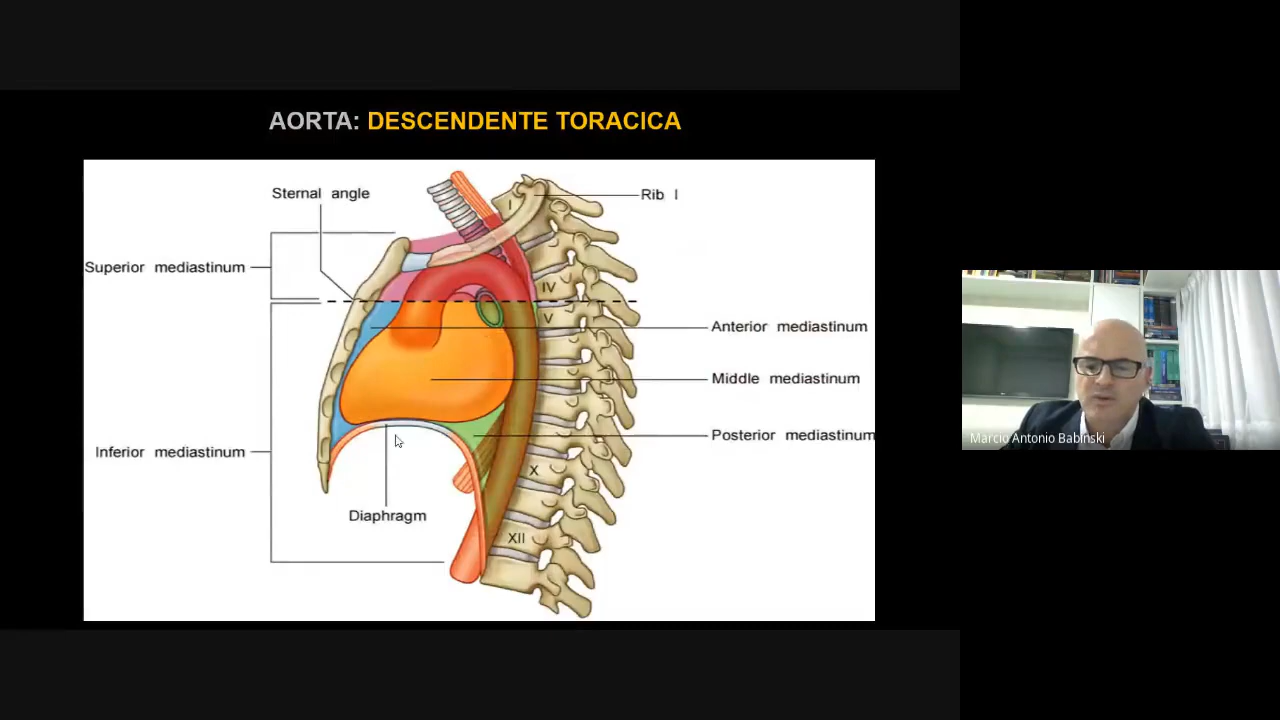 AORTA: DESCENDENTE TORACICA
Sternal angle
Rib I
I
Superior mediastinum
IV
V
Anterior mediastinum
Middle mediastinum
Posterior mediastinum
Inferior mediastinum
X
Diaphragm
XII
Marcio Antonio Babinski